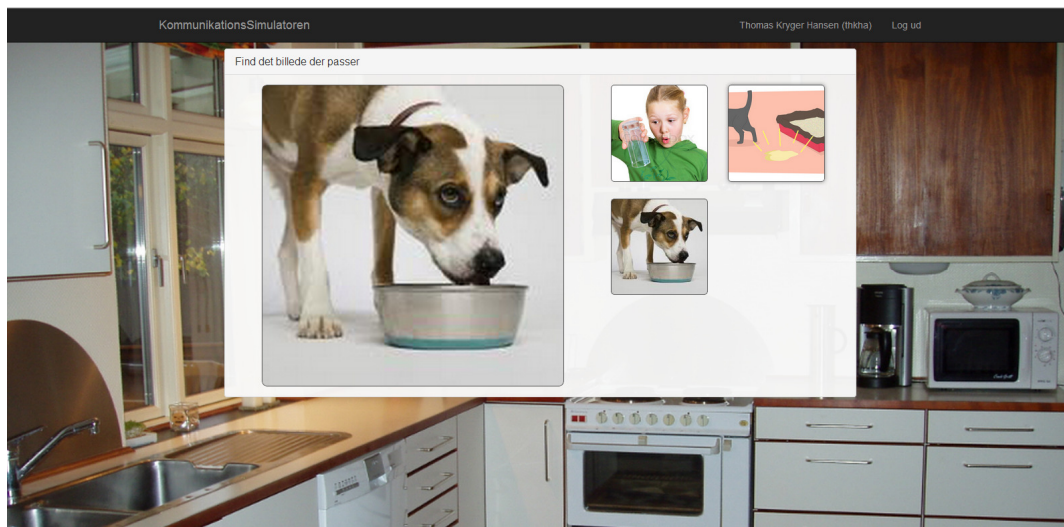 KommunikationsSimulatoren
Thomas Kryger Hansen (thkha)
Log ud
Find det billede der passer